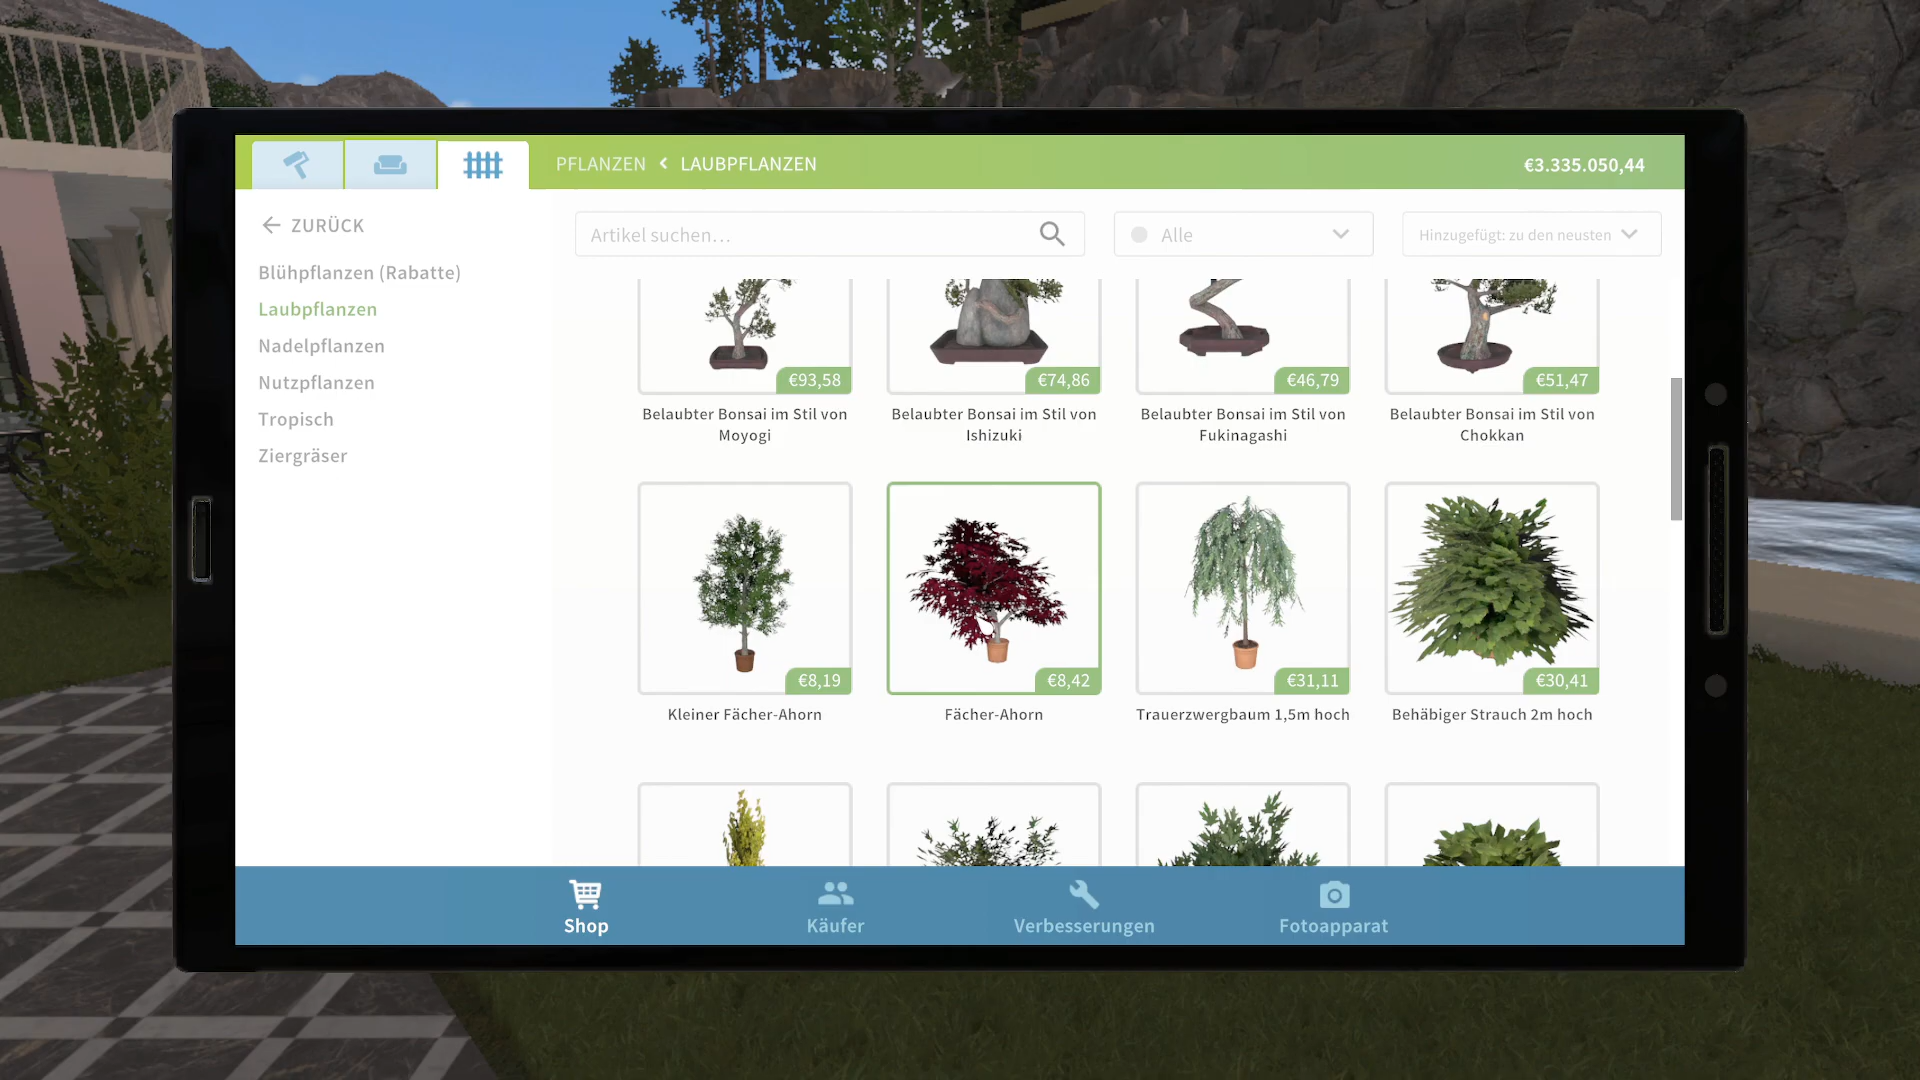 PFLANZEN < LAUBPFLANZEN
€3.335.050,44
ZURÜCK
Blühpflanzen (Rabatte)
Laubpflanzen
Nadelpflanzen
Nutzpflanzen
Tropisch
Ziergräser
Artikel suchen...
Alle
Hinzugefügt: zu den neusten
€93,58
€74,86
€46,79
€51,47
Belaubter Bonsai im Stil von
Moyogi
Belaubter Bonsai im Stil von
Ishizuki
Belaubter Bonsai im Stil von
Fukinagashi
Belaubter Bonsai im Stil von
Chokkan
€8,19
€8,42
€31,11
€30,41
Kleiner Fächer-Ahorn
Fächer-Ahorn
Trauerzwergbaum 1,5m hoch
Behäbiger Strauch 2m hoch
Shop
Käufer
Verbesserungen
Fotoapparat